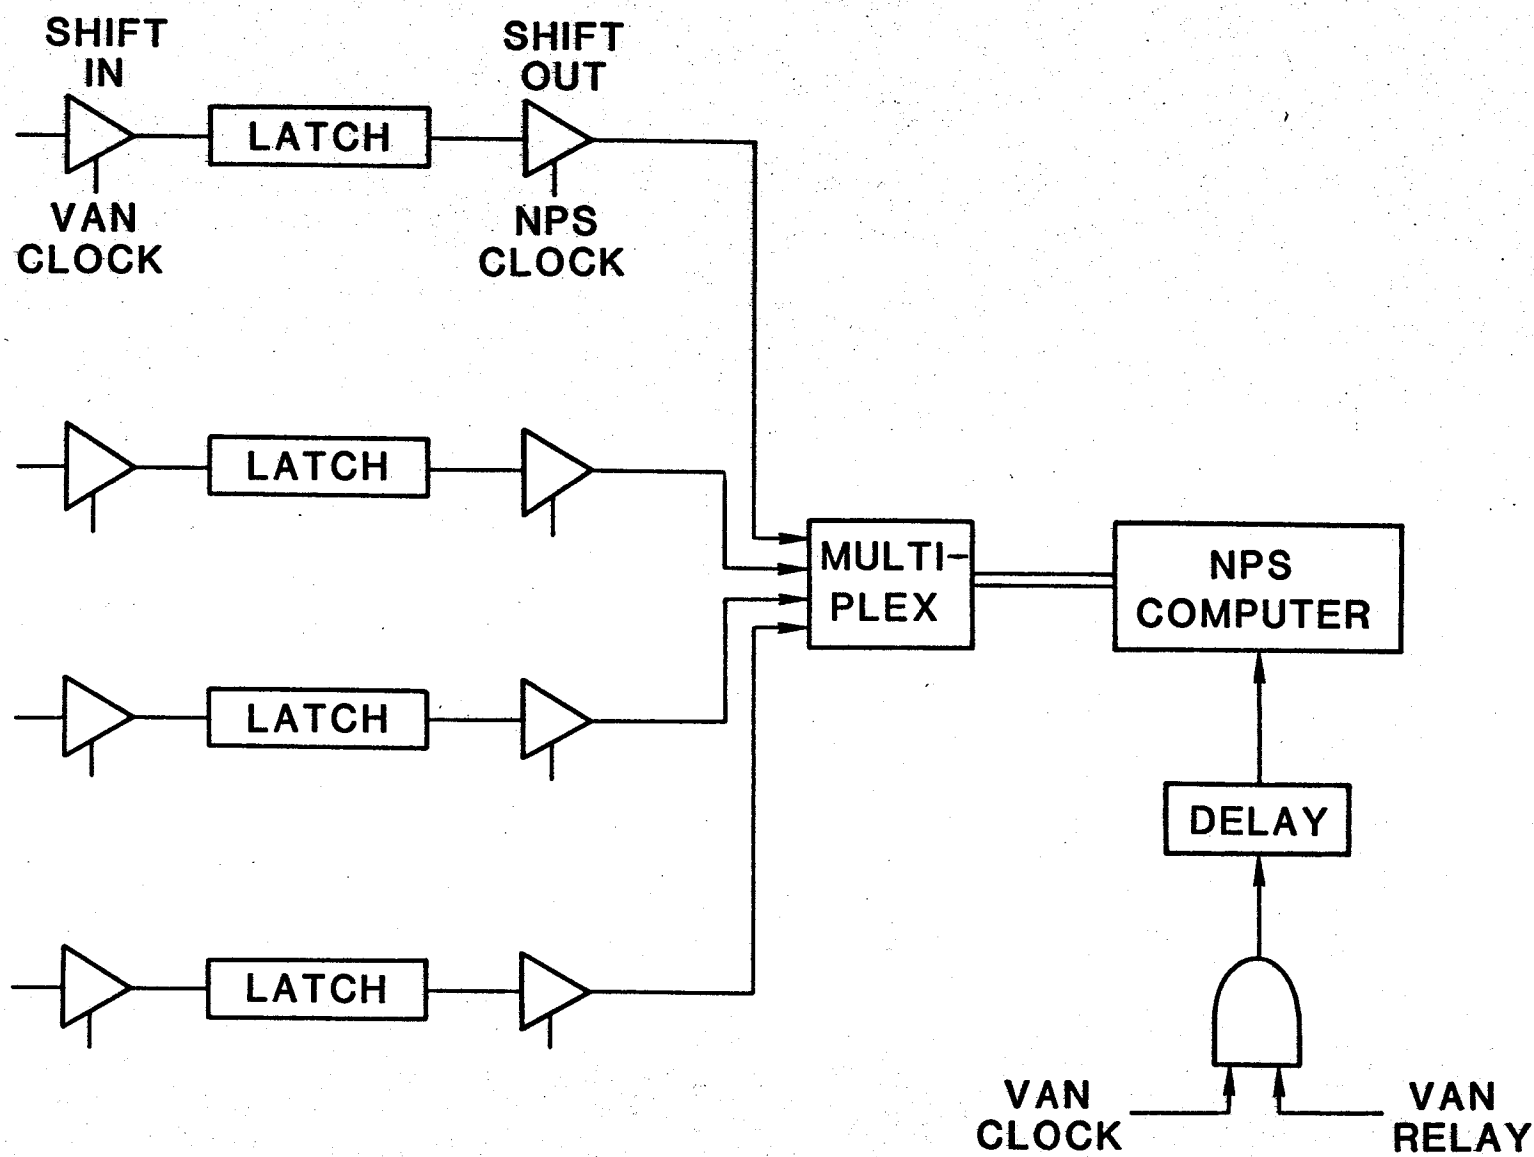 SHIFT
IN
SHIFT
OUT
LATCH
VAN
CLOCK
NPS
CLOCK
LATCH
MULTI-
PLEX
NPS
COMPUTER
LATCH
DELAY
LATCH
VAN
CLOCK
VAN
RELAY